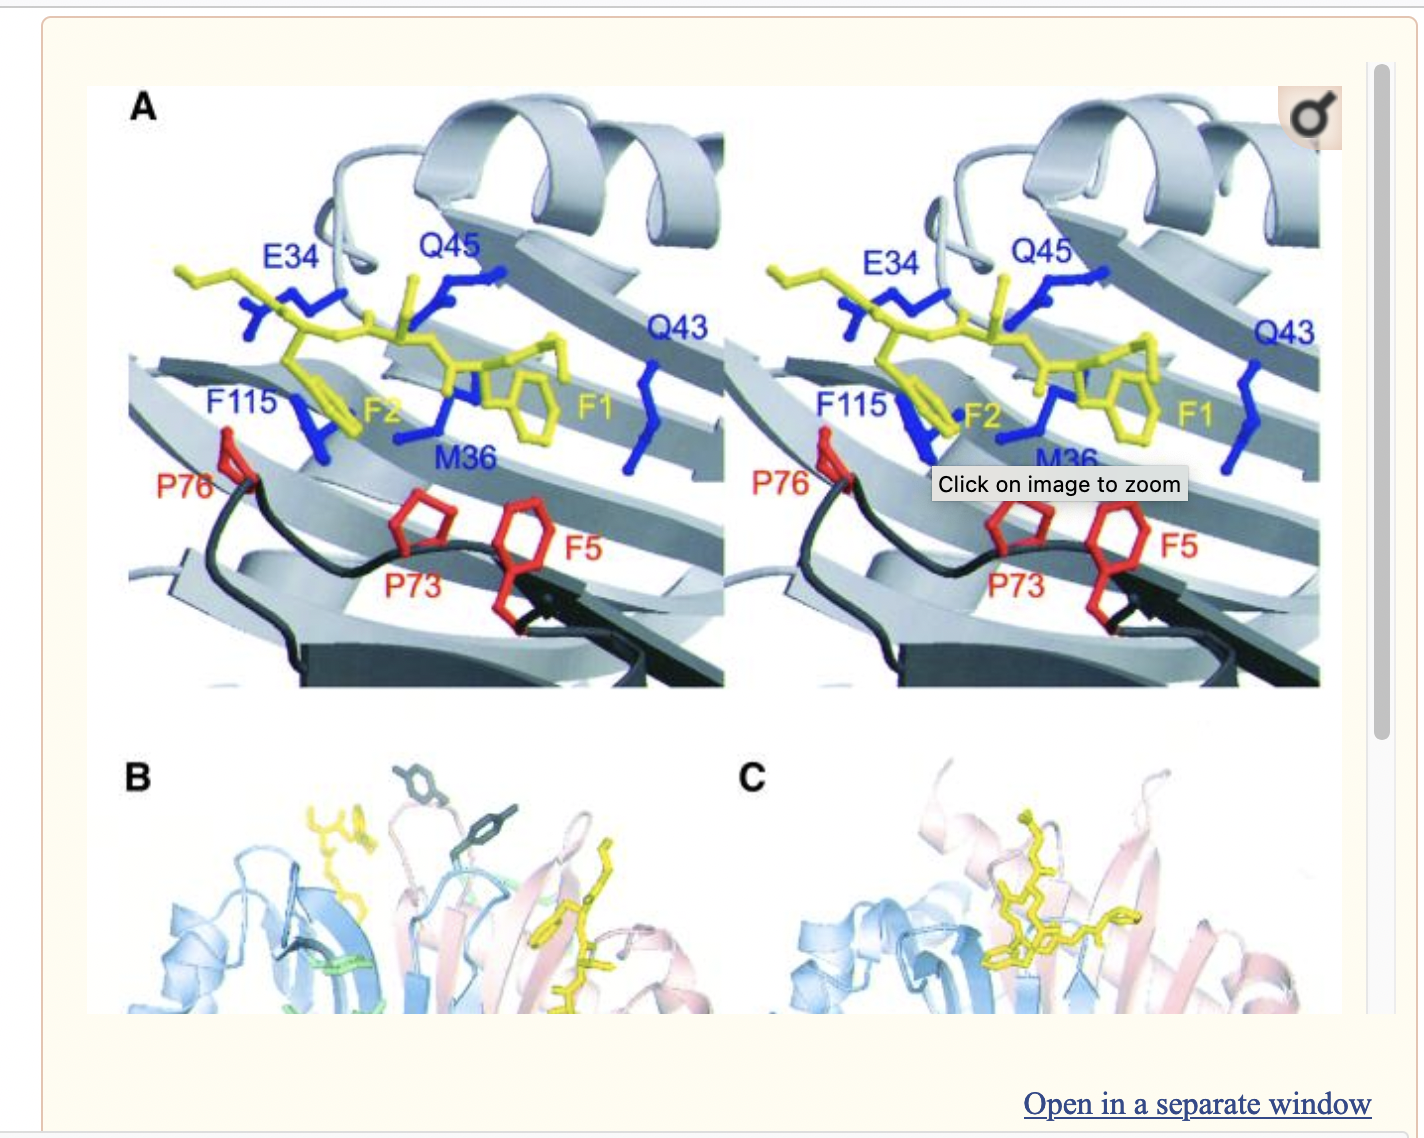 A
E34
Q45
Q43
F115
F2
F1
M36
P76
F5
P73
E34
Q45
Q43
F115
F2
F1
M36
P76
Click on image to zoom
F5
P73
B
C
Open in a separate window